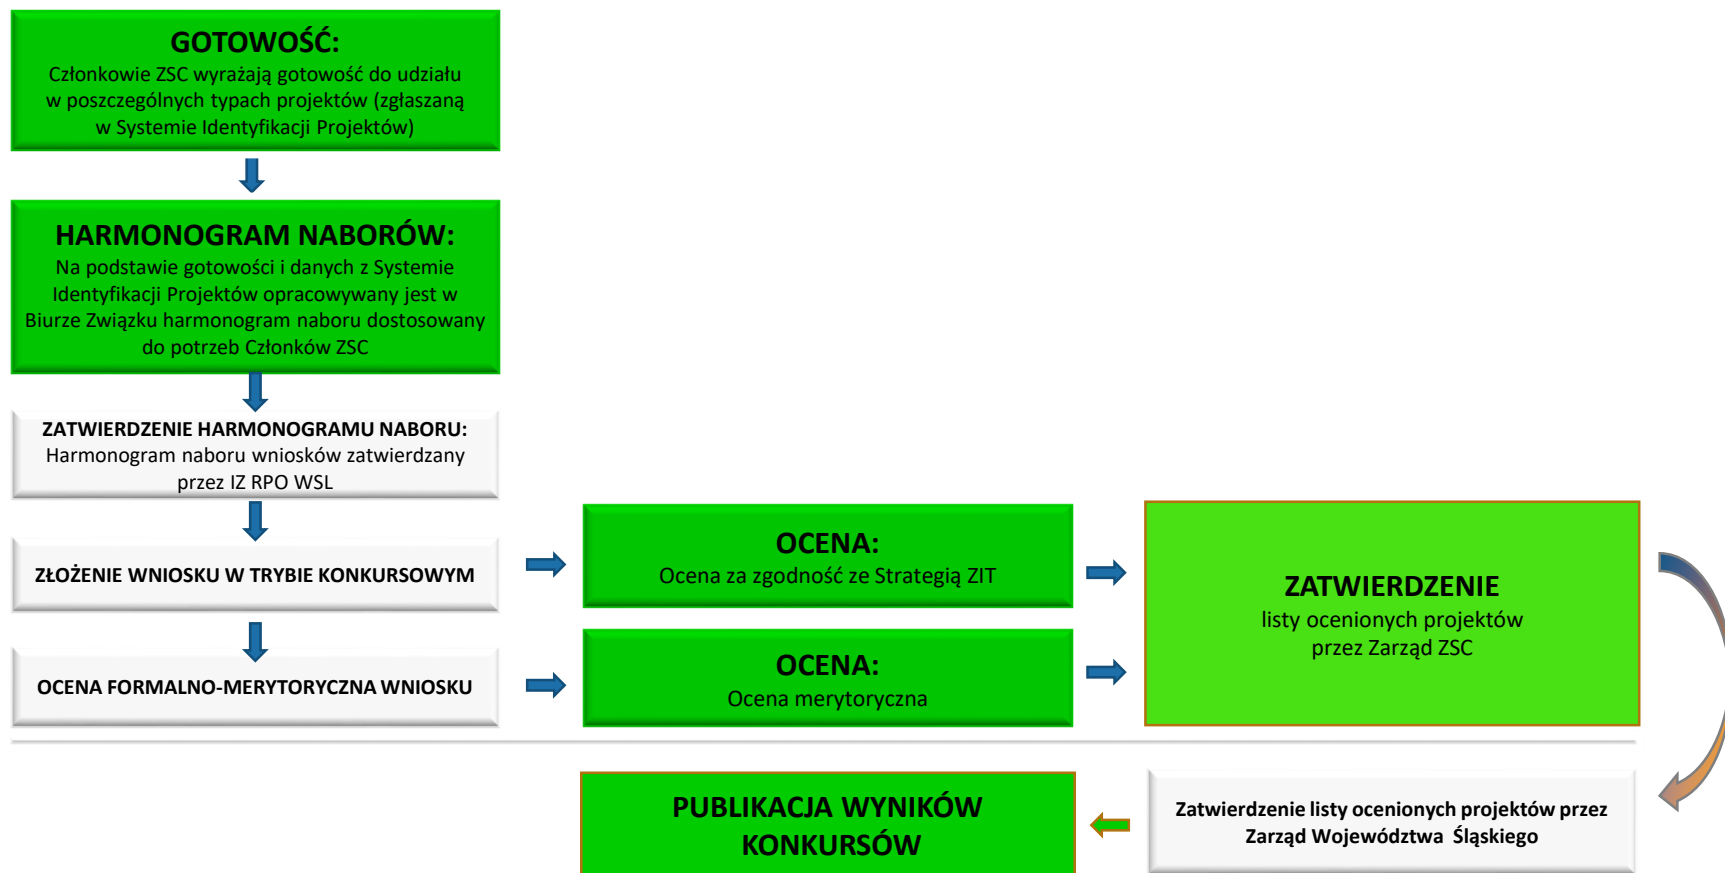 GOTOWOŚĆ:
Członkowie ZSC wyrażają gotowość do udziału
w poszczególnych typach projektów (zgłaszaną
w Systemie Identyfikacji Projektów)
HARMONOGRAM NABORÓW:
Na podstawie gotowości i danych z Systemie
Identyfikacji Projektów opracowywany jest w
Biurze Związku harmonogram naboru dostosowany
do potrzeb Członków ZSC
ZATWIERDZENIE HARMONOGRAMU NABORU:
Harmonogram naboru wniosków zatwierdzany
przez IZ RPO WSL
ZŁOŻENIE WNIOSKU W TRYBIE KONKURSOWYM
OCENA:
Ocena za zgodność ze Strategią ZIT
OCENA FORMALNO-MERYTORYCZNA WNIOSKU
OCENA:
Ocena merytoryczna
ZATWIERDZENIE
listy ocenionych projektów
przez Zarząd ZSC
Zatwierdzenie listy ocenionych projektów przez
Zarząd Województwa Śląskiego
PUBLIKACJA WYNIKÓW
KONKURSÓW